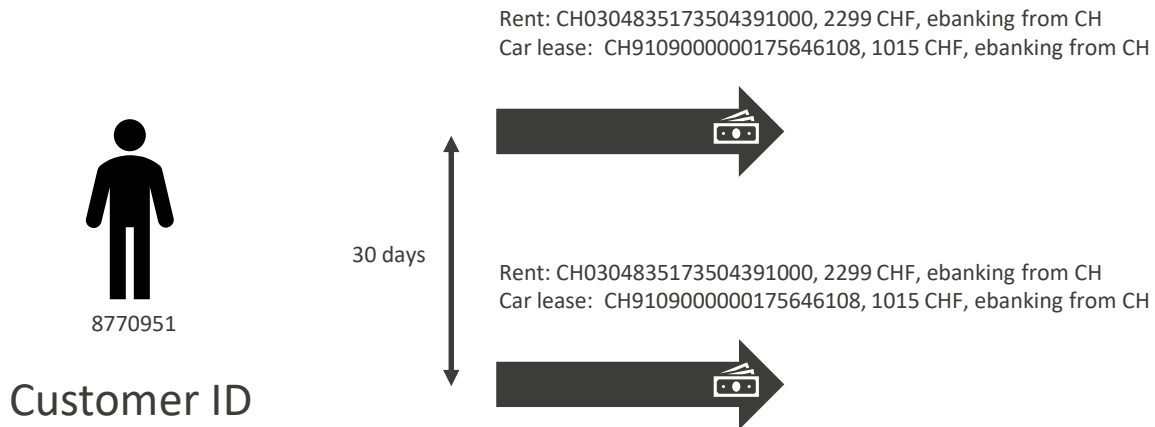 Rent: CH0304835173504391000, 2299 CHF, ebanking from CH
Car lease:  CH9109000000175646108, 1015 CHF, ebanking from CH
30 days
Rent: CH0304835173504391000, 2299 CHF, ebanking from CH
Car lease:  CH9109000000175646108, 1015 CHF, ebanking from CH
8770951
Customer ID